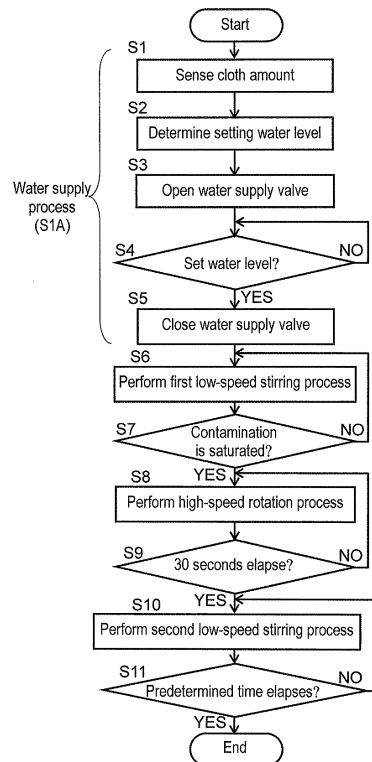 Start
S1
Sense cloth amount
S2
Determine setting water level
S3
Open water supply valve
Water supply
process
(S1A)
S4
Set water level?
NO
YES
S5
Close water supply valve
S6
Perform first low-speed stirring process
S7
Contamination
is saturated?
NO
YES
S8
Perform high-speed rotation process
S9
30 seconds elapse?
NO
YES
S10
Perform second low-speed stirring process
S11
Predetermined time elapses?
NO
YES
End